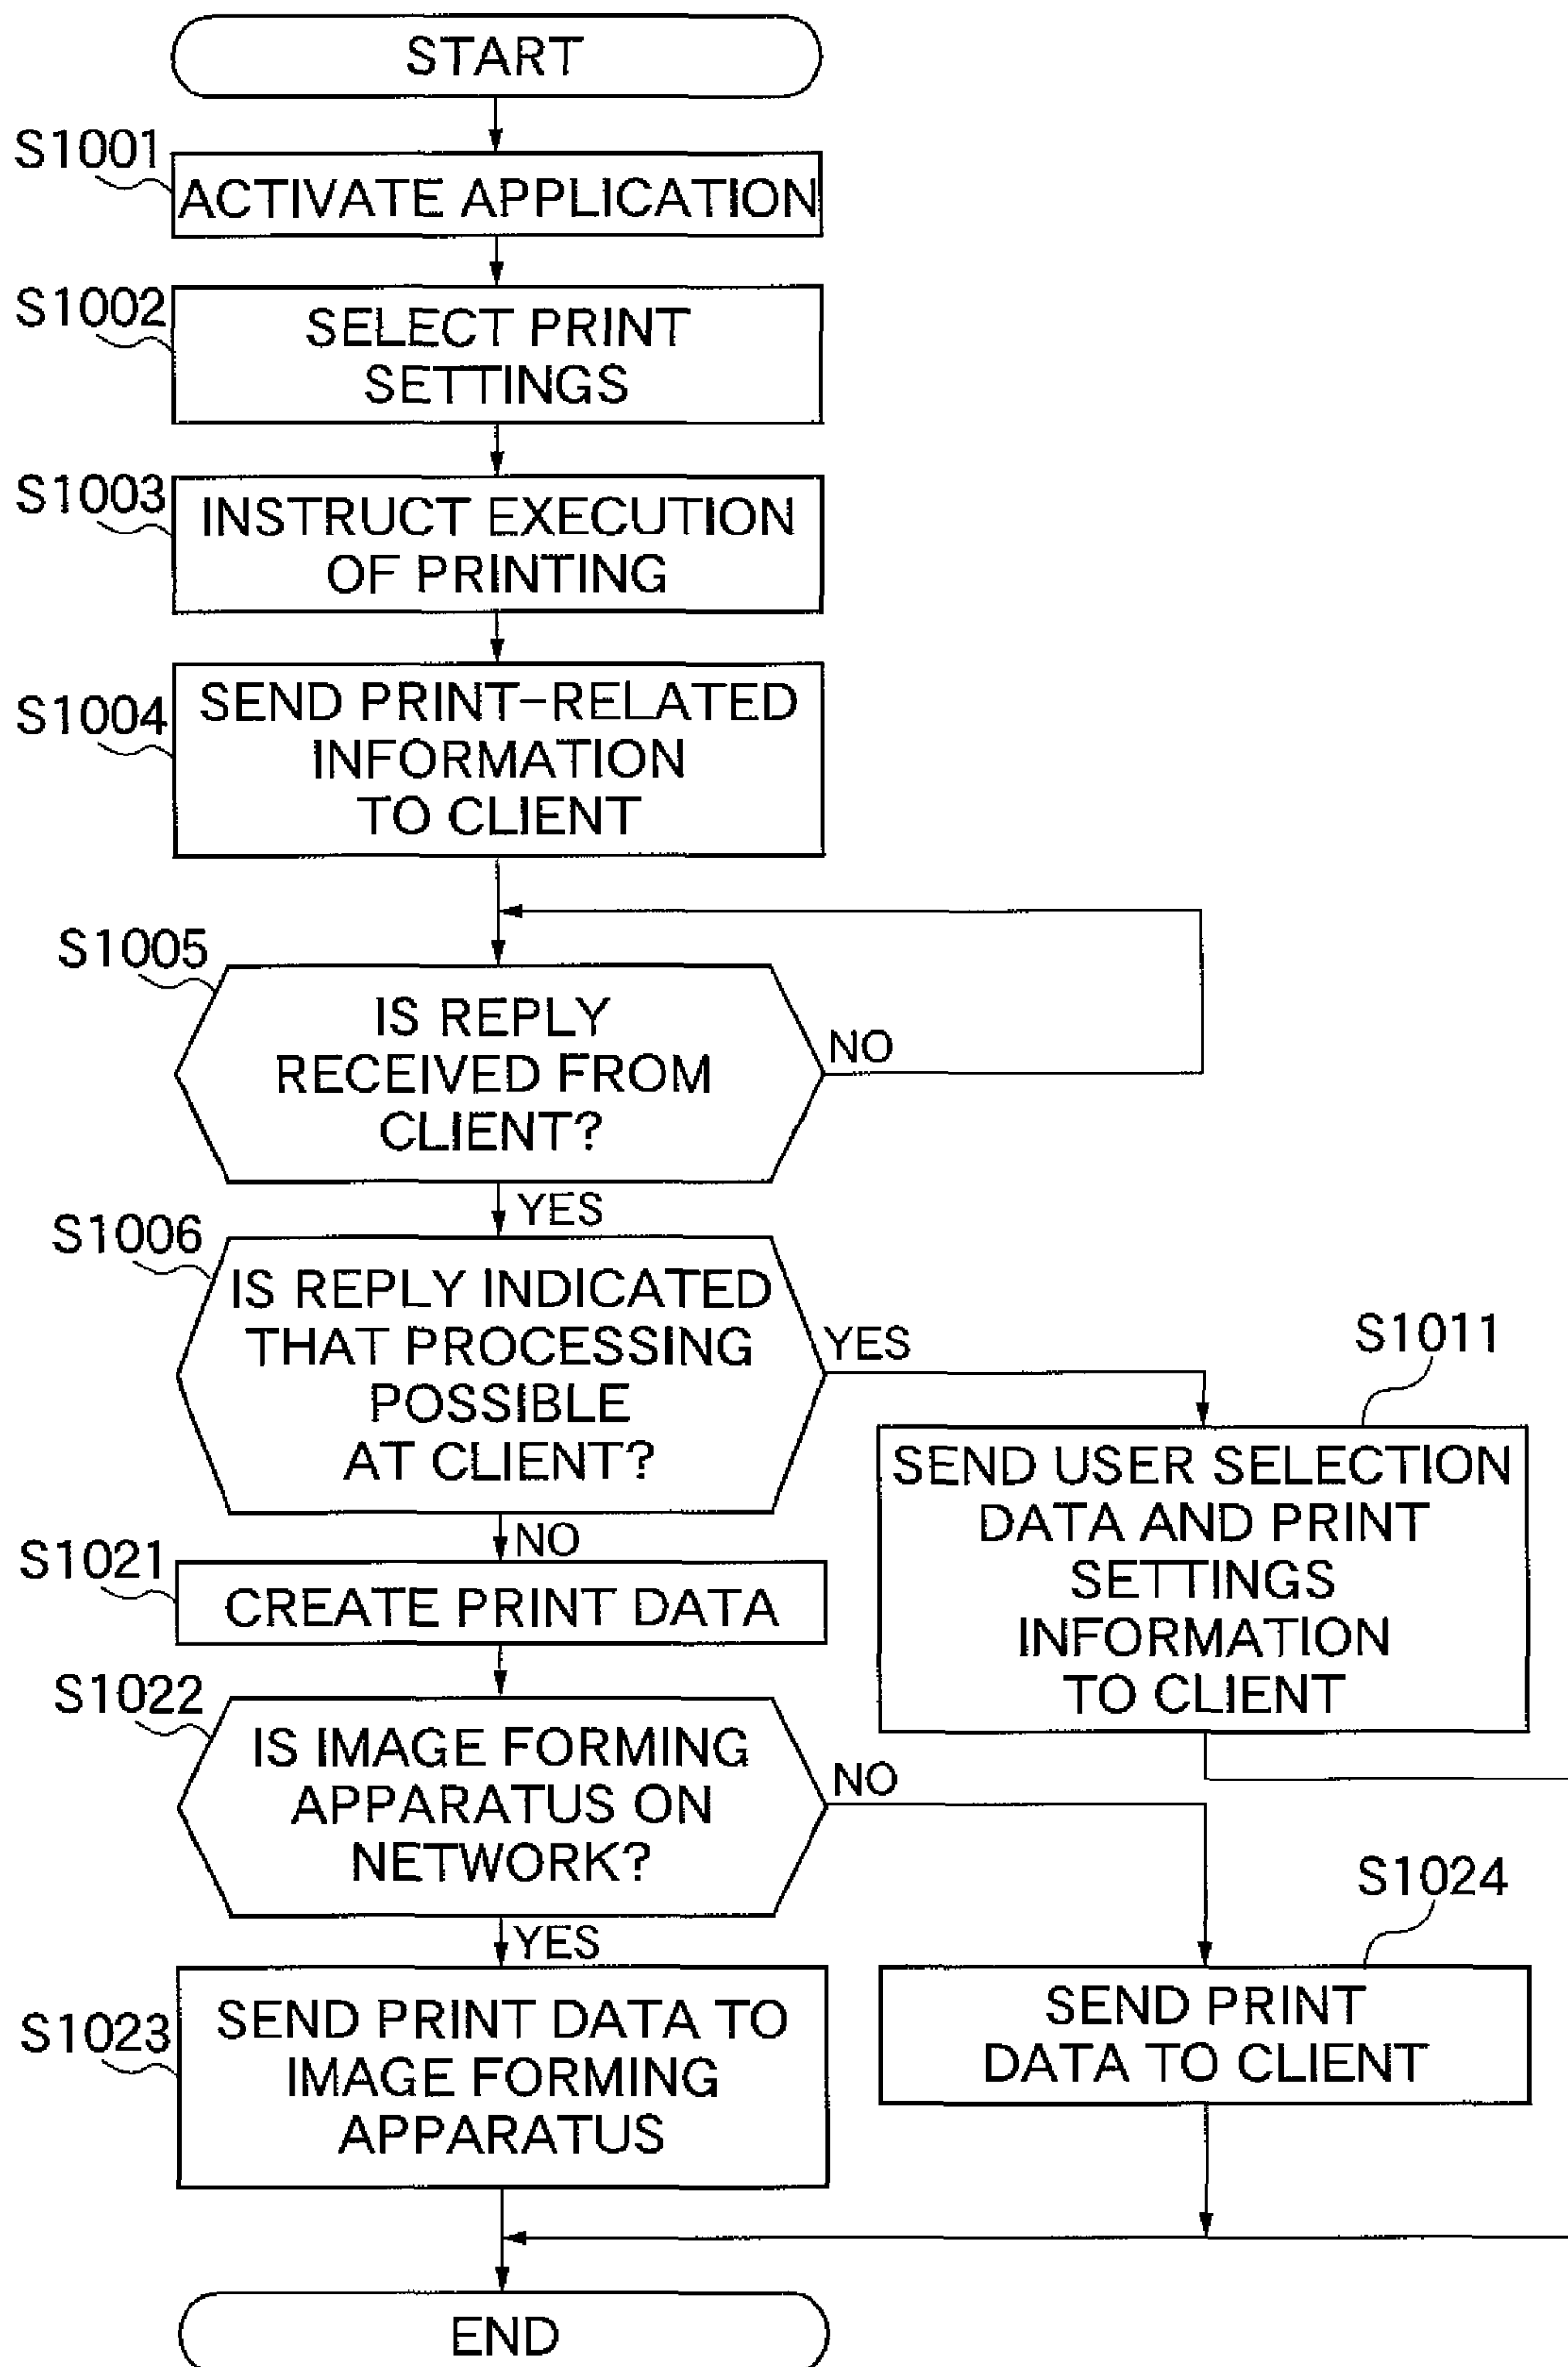 START
S1001
ACTIVATE APPLICATION
S1002
SELECT PRINT
SETTINGS
S1003
INSTRUCT EXECUTION
OF PRINTING
S1004
SEND PRINT-RELATED
INFORMATION
TO CLIENT
S1005
IS REPLY
RECEIVED FROM
CLIENT?
NO
YES
S1006
IS REPLY INDICATED
THAT PROCESSING
POSSIBLE
AT CLIENT?
YES
S1011
SEND USER SELECTION
DATA AND PRINT
SETTINGS
INFORMATION
TO CLIENT
NO
S1021
CREATE PRINT DATA
S1022
IS IMAGE FORMING
APPARATUS ON
NETWORK?
NO
YES
S1024
SEND PRINT
DATA TO CLIENT
S1023
SEND PRINT DATA TO
IMAGE FORMING
APPARATUS
END